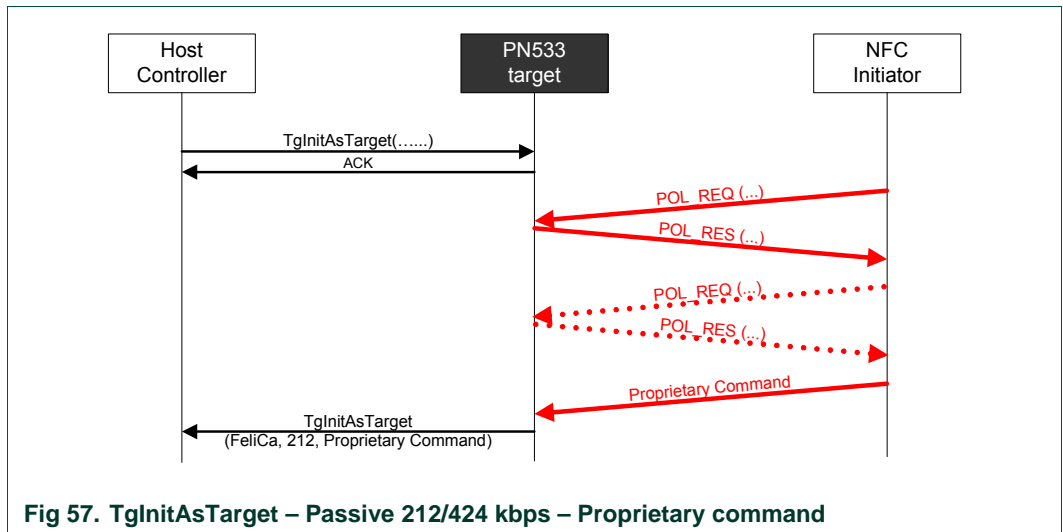 Host
Controller
PN533
target
NFC
Initiator
TgInitAsTarget(…...)
ACK
POL_REQ (...)
POL_RES (...)
POL_REQ (...)
POL_RES (...)
Proprietary Command
TgInitAsTarget
(FeliCa, 212, Proprietary Command)
Fig 57. TgInitAsTarget – Passive 212/424 kbps – Proprietary command